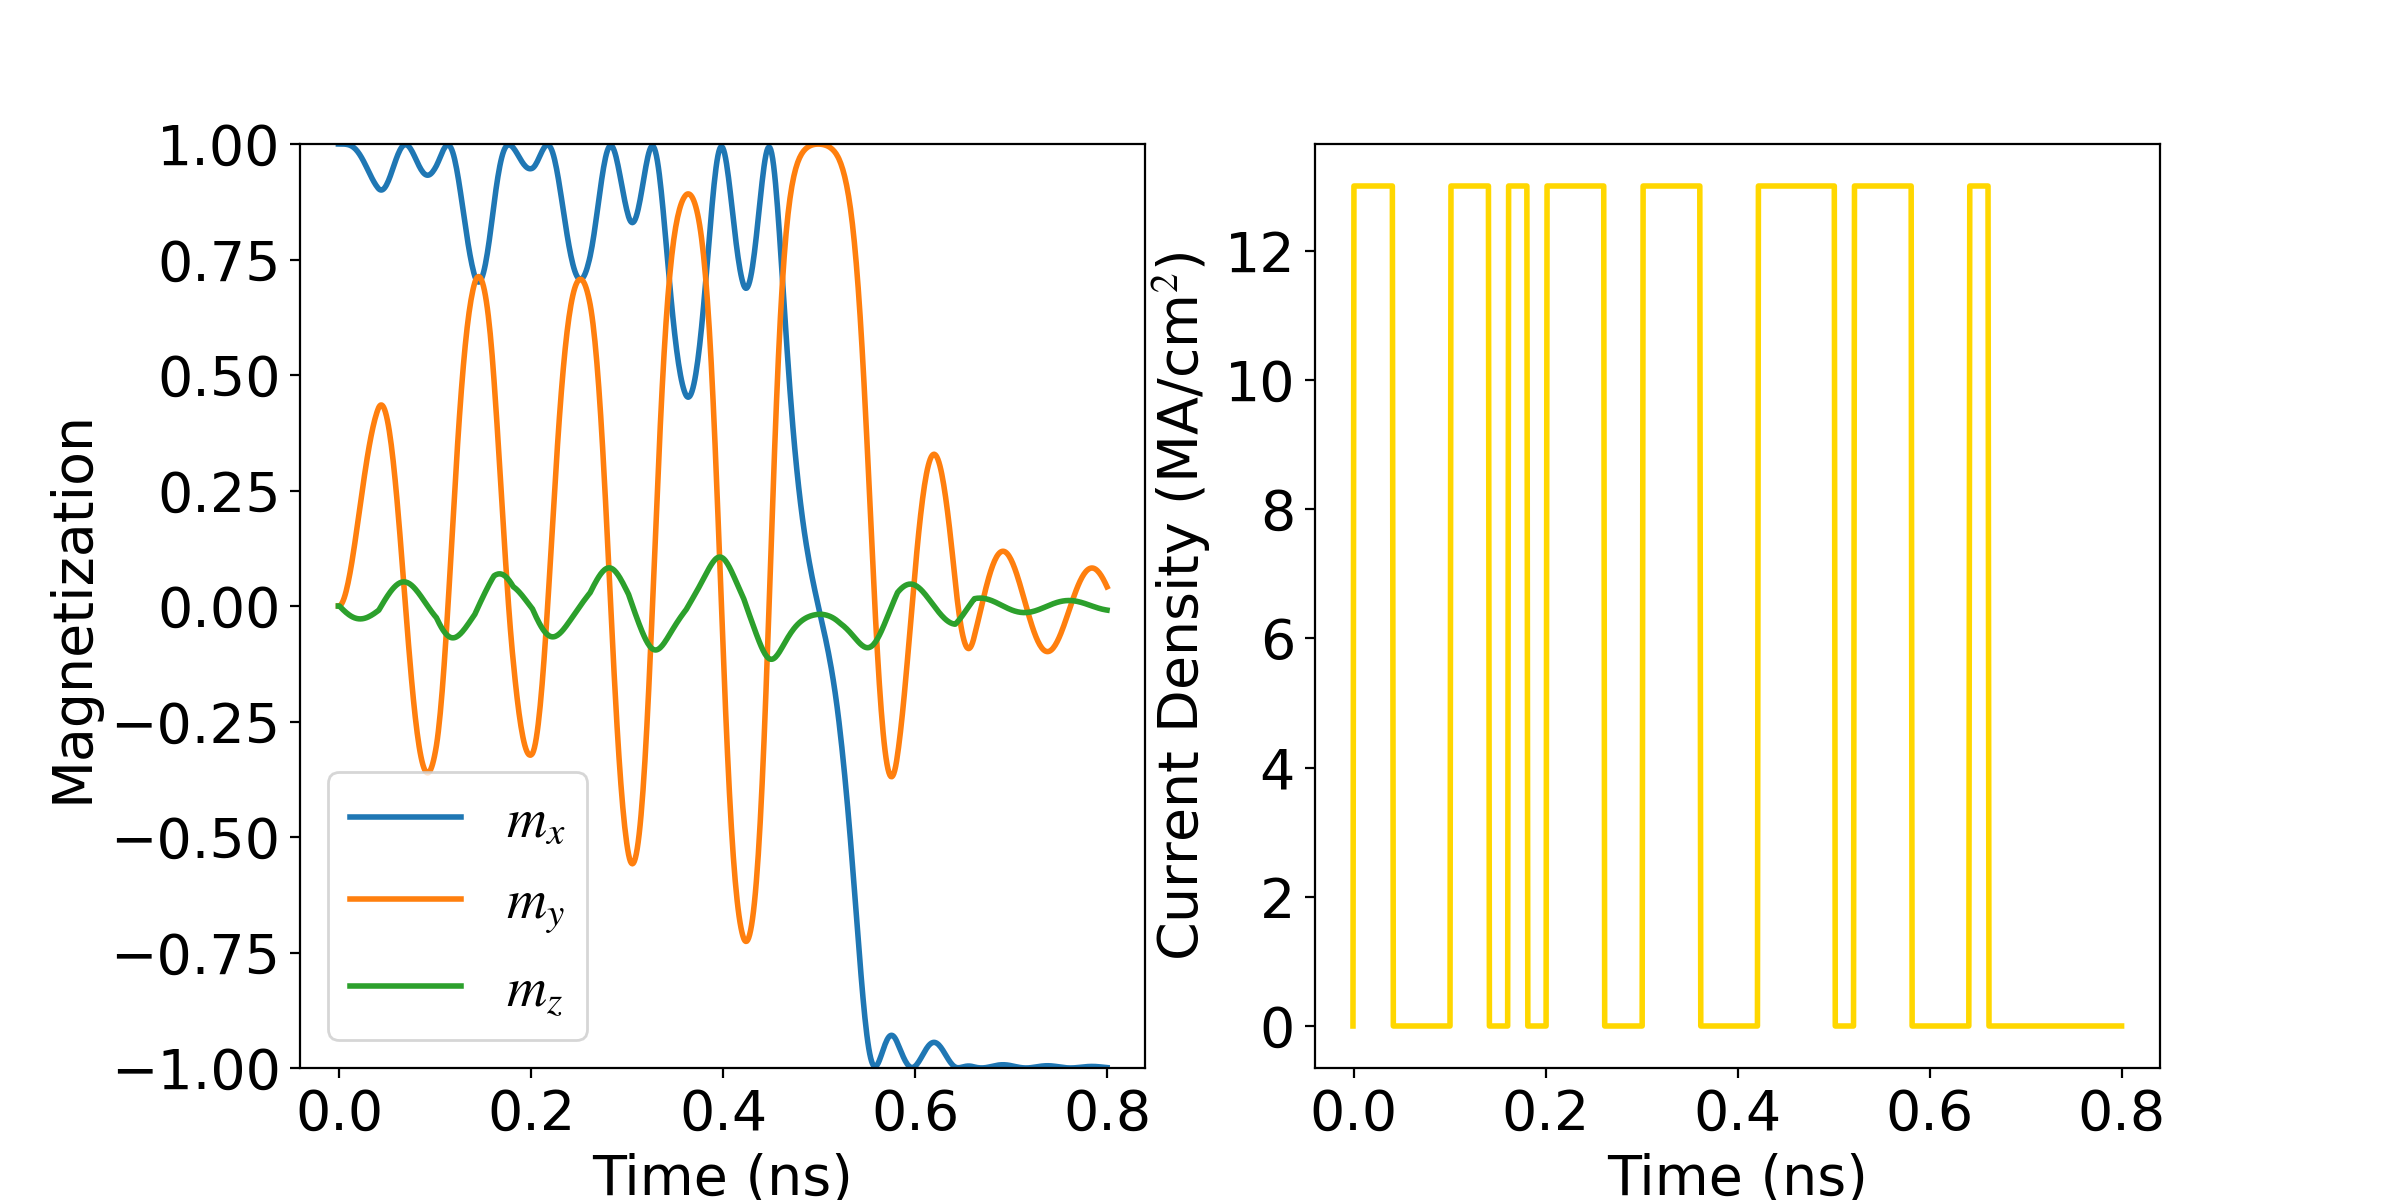 Magnetization
1.00
0.75
0.50
0.25
0.00
−0.25
−0.50
−0.75
−1.00
m_x
m_y
m_z
0.0 0.2 0.4 0.6 0.8
Time (ns)
Current Density (MA/cm²)
12
10
8
6
4
2
0
0.0 0.2 0.4 0.6 0.8
Time (ns)